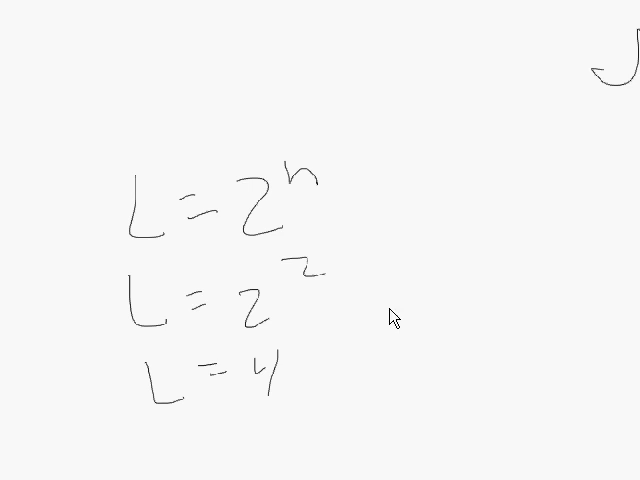 L = 2^n
L = 2^2
L = 4